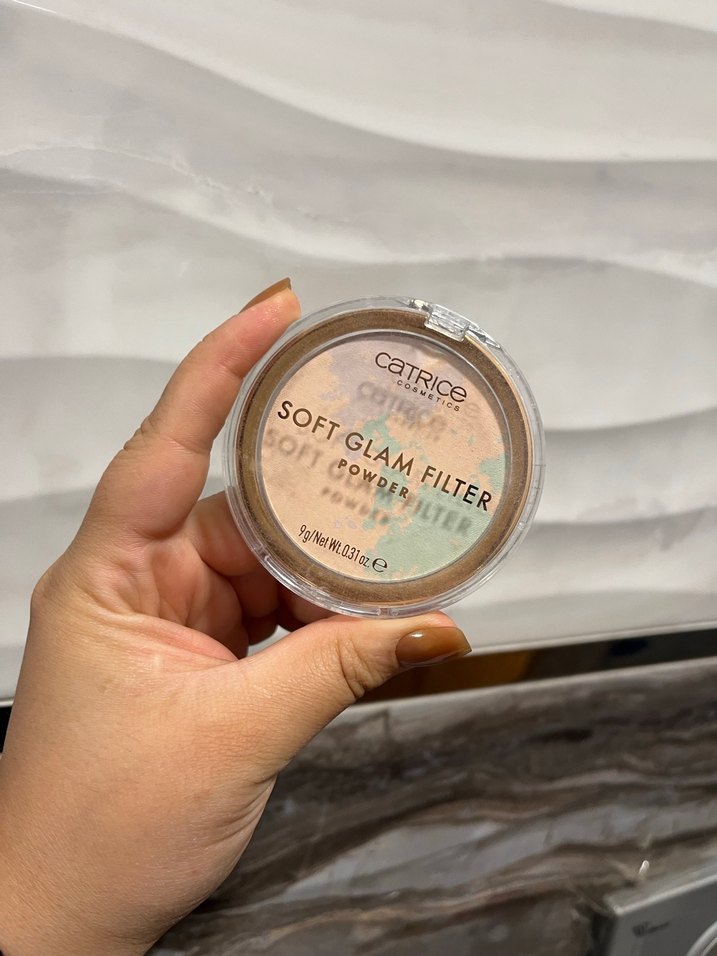 CATRICE
COSMETICS
SOFT GLAM FILTER
POWDER
9g/Net Wt. 0.31 oz. ℮